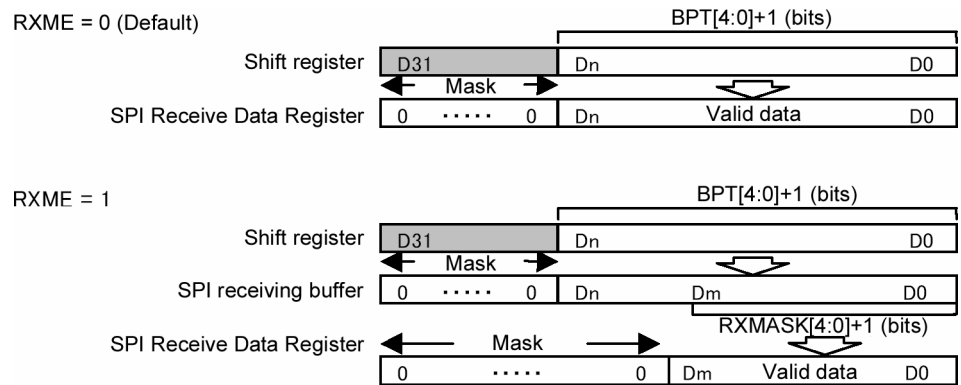 RXME = 0 (Default)
BPT[4:0]+1 (bits)
Shift register D31 Dn D0
Mask
SPI Receive Data Register 0 ····· 0 Dn Valid data D0
RXME = 1
BPT[4:0]+1 (bits)
Shift register D31 Dn D0
Mask
SPI receiving buffer 0 ····· 0 Dn Dm D0
RXMASK[4:0]+1 (bits)
SPI Receive Data Register Mask
0 ····· 0 Dm Valid data D0